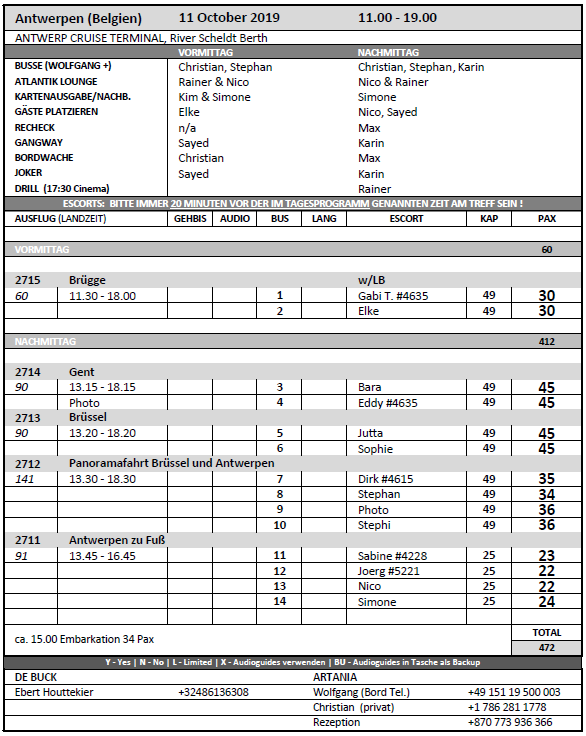 Antwerpen (Belgien) 11 October 2019 11.00 - 19.00
ANTWERP CRUISE TERMINAL, River Scheldt Berth
VORMITTAG NACHMITTAG
BUSSE (WOLFGANG +) Christian, Stephan Christian, Stephan, Karin
ATLANTIK LOUNGE Rainer & Nico Nico & Rainer
KARTENAUSGABE/NACHB. Kim & Simone Simone
GÄSTE PLATZIEREN Elke Nico, Sayed
RECHECK n/a Max
GANGWAY Sayed Karin
BORDWACHE Christian Max
JOKER Sayed Karin
DRILL (17:30 Cinema) Rainer
ESCORTS: BITTE IMMER 20 MINUTEN VOR DER IM TAGESPROGRAMM GENANNTEN ZEIT AM TREFF SEIN !
AUSFLUG (LANDZEIT) GEHBIS AUDIO BUS LANG ESCORT KAP PAX
VORMITTAG 60
2715 Brügge w/LB
60 11.30 - 18.00 1 Gabi T. #4635 49 30
2 Elke 49 30
NACHMITTAG 412
2714 Gent
90 13.15 - 18.15 3 Bara 49 45
Photo 4 Eddy #4635 49 45
2713 Brüssel
90 13.20 - 18.20 5 Jutta 49 45
6 Sophie 49 45
2712 Panoramafahrt Brüssel und Antwerpen
141 13.30 - 18.30 7 Dirk #4615 49 35
8 Stephan 49 34
9 Photo 49 36
10 Stephi 49 36
2711 Antwerpen zu Fuß
91 13.45 - 16.45 11 Sabine #4228 25 23
12 Joerg #5221 25 22
13 Nico 25 22
14 Simone 25 24
ca. 15.00 Embarkation 34 Pax TOTAL
472
Y - Yes | N - No | L - Limited | X - Audioguides verwenden | BU - Audioguides in Tasche als Backup
DE BUCK ARTANIA
Ebert Houttekier +32486136308 Wolfgang (Bord Tel.) +49 151 19 500 003
Christian (privat) +1 786 281 1778
Rezeption +870 773 936 366